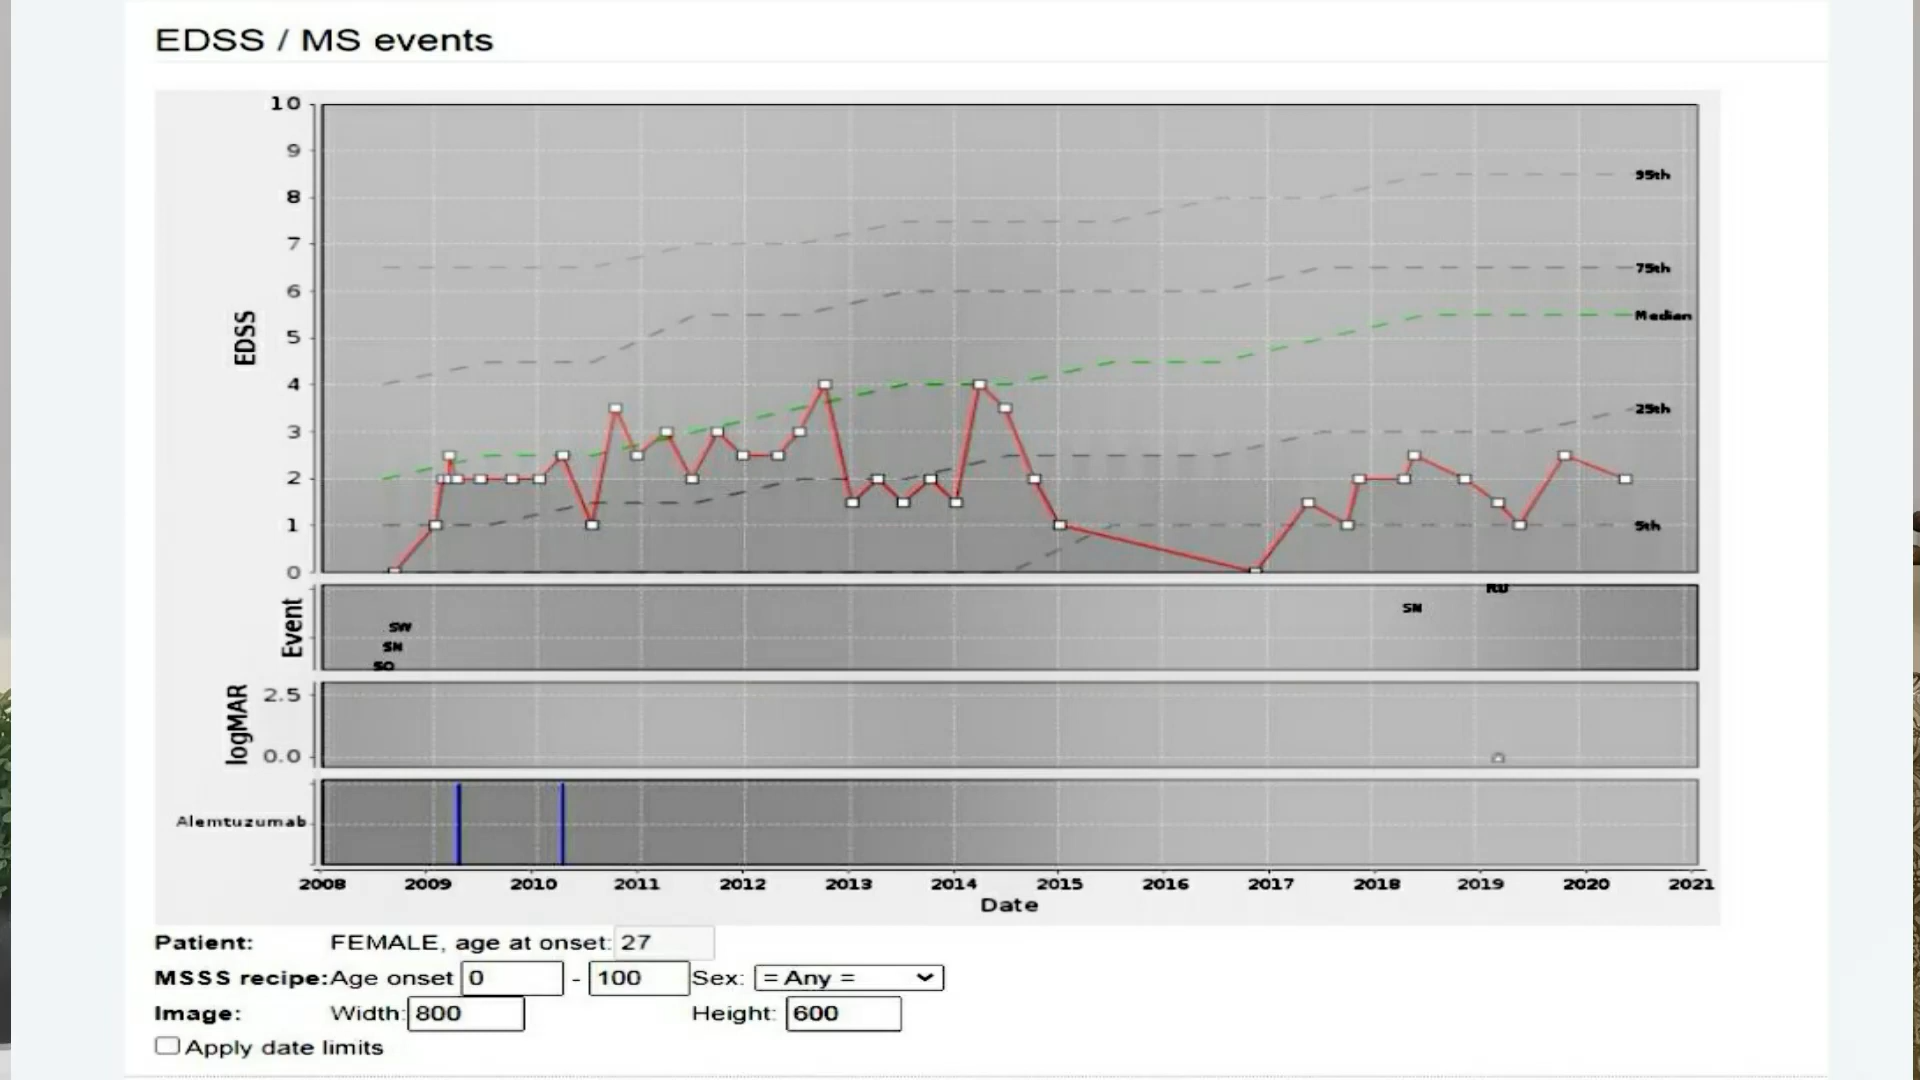 EDSS / MS events
10
9
8
7
6
5
4
3
2
1
0
EDSS
95th
75th
Median
25th
5th
Event
SW
SN
SO
SN
RU
logMAR
2.5
0.0
Alemtuzumab
2008 2009 2010 2011 2012 2013 2014 2015 2016 2017 2018 2019 2020 2021
Date
Patient: FEMALE, age at onset: 27
MSSS recipe: Age onset 0 - 100 Sex: = Any =
Image: Width: 800 Height: 600
Apply date limits